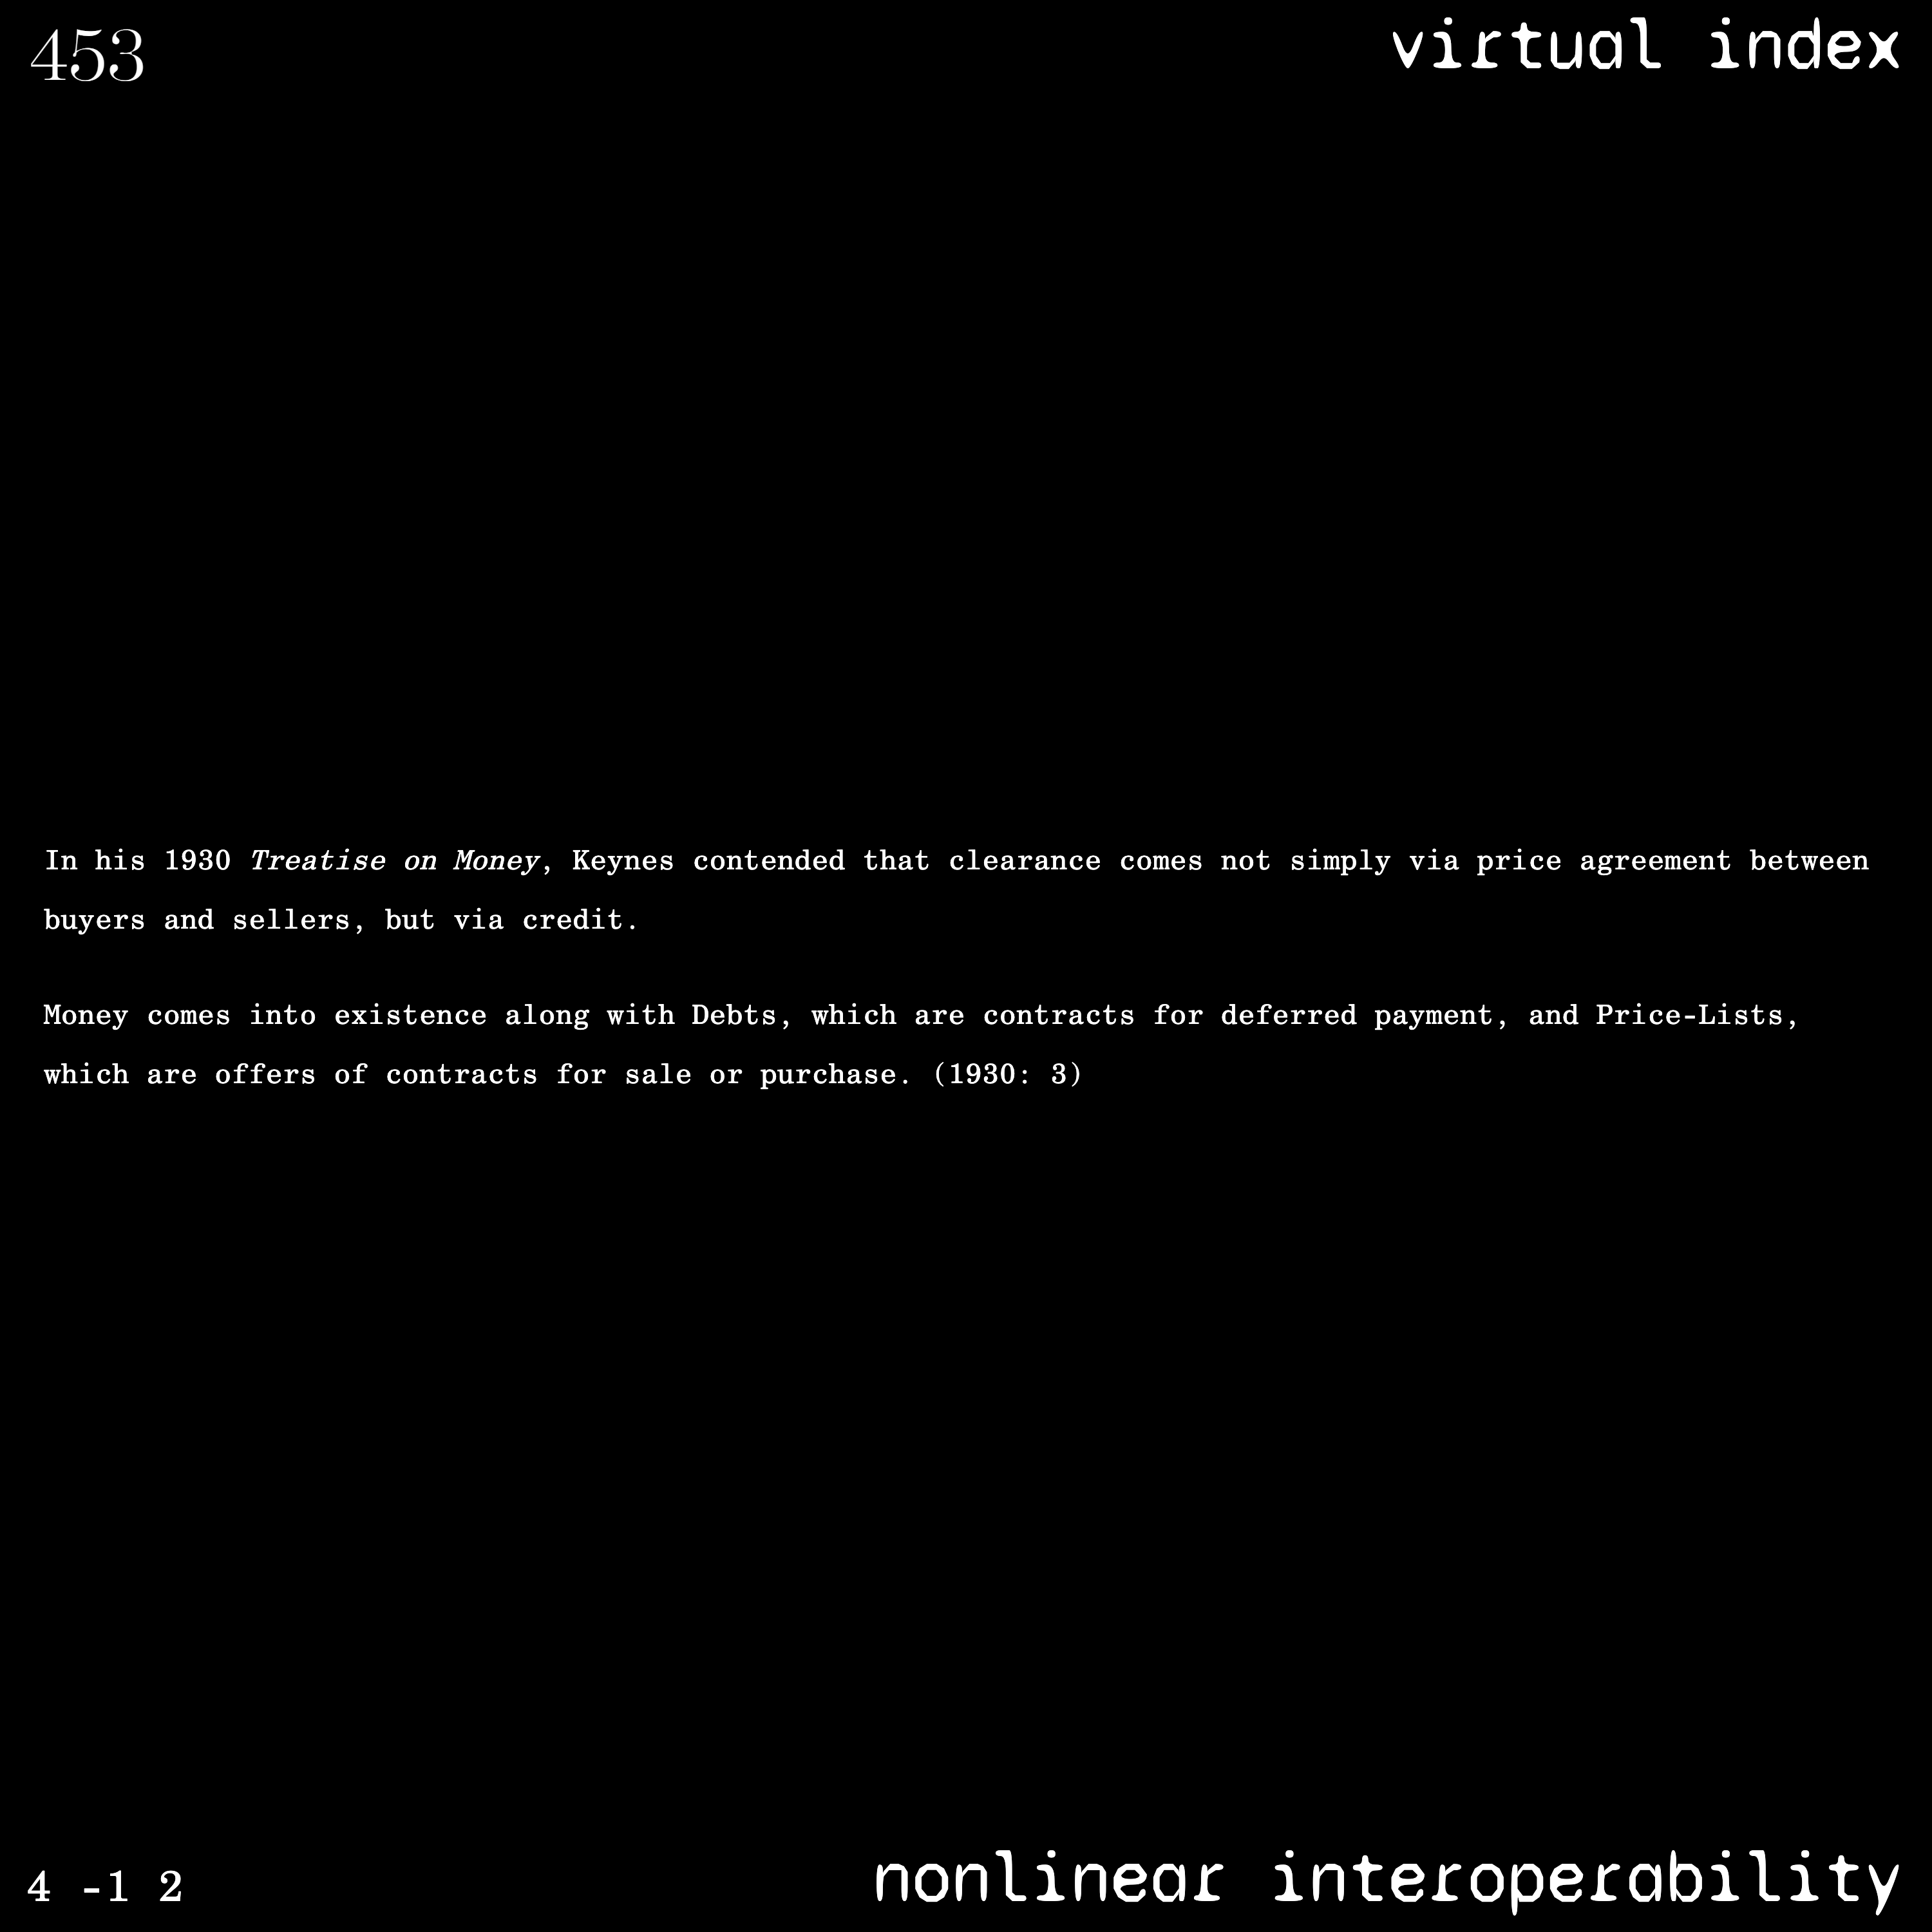 453
virtual index
In his 1930 Treatise on Money, Keynes contended that clearance comes not simply via price agreement between
buyers and sellers, but via credit.
Money comes into existence along with Debts, which are contracts for deferred payment, and Price-Lists,
which are offers of contracts for sale or purchase. (1930: 3)
4 -1 2
nonlinear interoperability